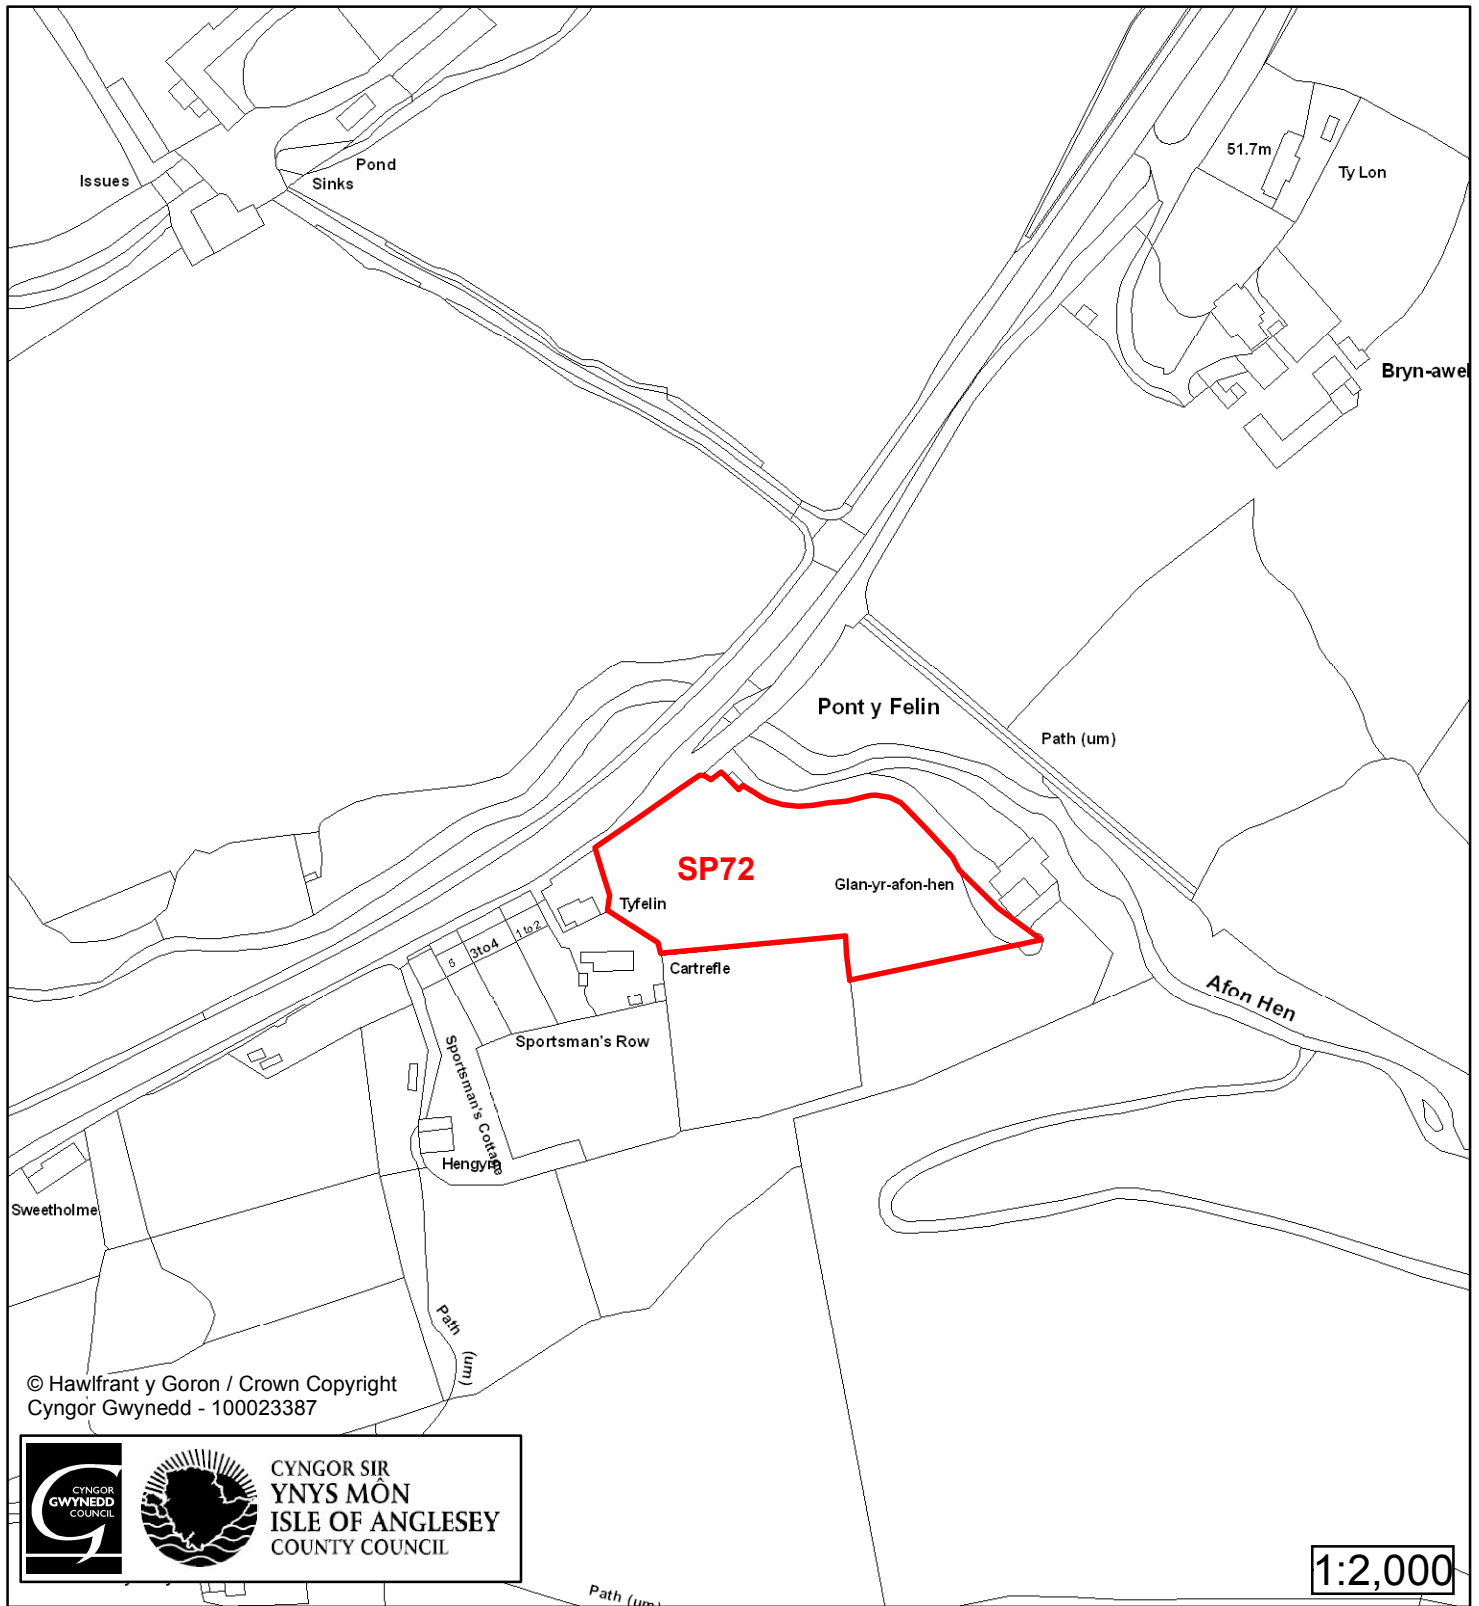 51.7m
Ty Lon
Pond
Issues
Sinks
Bryn-awel
Pont y Felin
Path (um)
SP72
Glan-yr-afon-hen
Tyfelin
1 to 2
3to4
5
Cartrefle
Afon Hen
Sportsman's Row
Sportsman's Cottage
Hengym
Sweetholme
Path (um)
© Hawlfrant y Goron / Crown Copyright
Cyngor Gwynedd - 100023387
CYNGOR
GWYNEDD
COUNCIL
CYNGOR SIR
YNYS MÔN
ISLE OF ANGLESEY
COUNTY COUNCIL
1:2,000
Path (um)